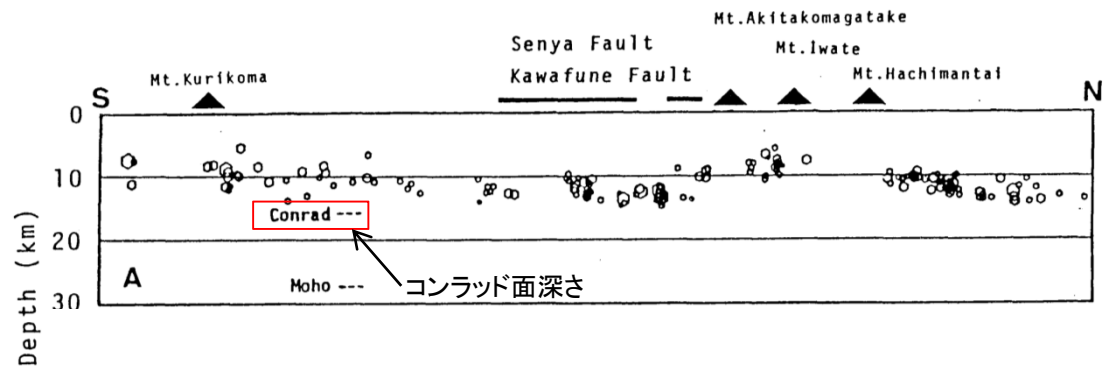 Mt.Akitakomagatake
Senya Fault
Mt.Iwate
Mt.Kurikoma
Kawafune Fault
Mt.Hachimantai
S
N
0
10
Conrad ---
20
A
Moho ---
コンラッド面深さ
30
Depth (km)